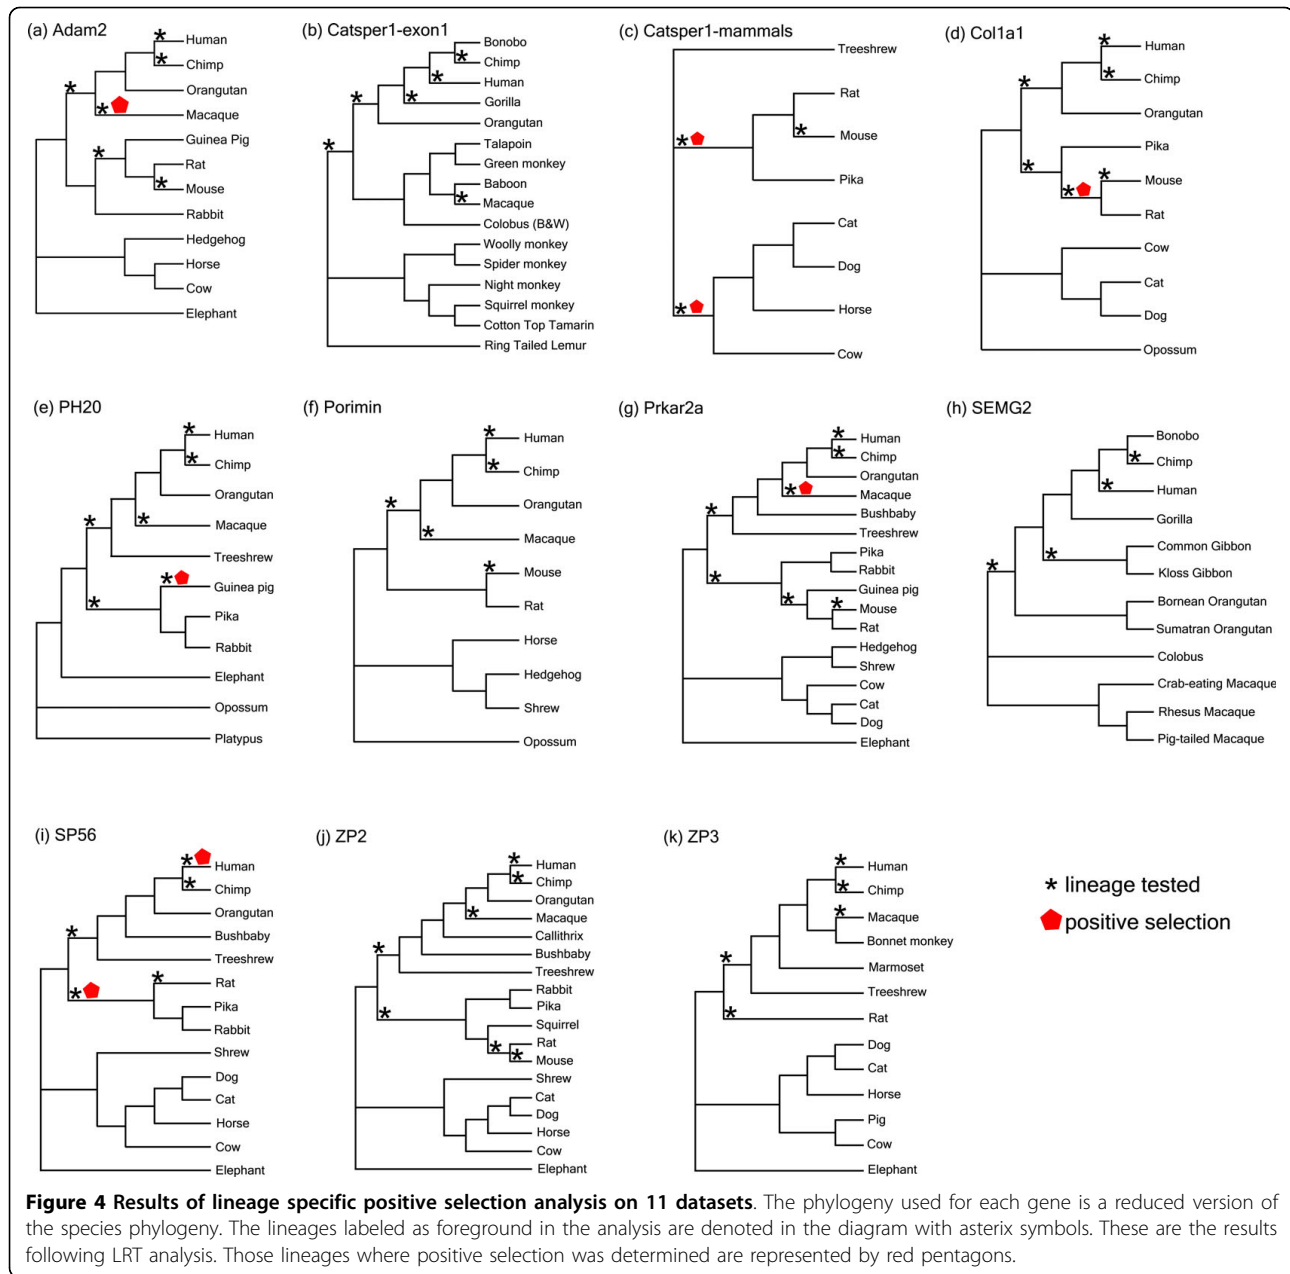 (a) Adam2
Human
Chimp
Orangutan
Macaque
Guinea Pig
Rat
Mouse
Rabbit
Hedgehog
Horse
Cow
Elephant
(b) Catsper1-exon1
Bonobo
Chimp
Human
Gorilla
Orangutan
Talapoin
Green monkey
Baboon
Macaque
Colobus (B&W)
Woolly monkey
Spider monkey
Night monkey
Squirrel monkey
Cotton Top Tamarin
Ring Tailed Lemur
(c) Catsper1-mammals
Treeshrew
Rat
Mouse
Pika
Cat
Dog
Horse
Cow
(d) Col1a1
Human
Chimp
Orangutan
Pika
Mouse
Rat
Cow
Cat
Dog
Opossum
(e) PH20
Human
Chimp
Orangutan
Macaque
Treeshrew
Guinea pig
Pika
Rabbit
Elephant
Opossum
Platypus
(f) Porimin
Human
Chimp
Orangutan
Macaque
Mouse
Rat
Horse
Hedgehog
Shrew
Opossum
(g) Prkar2a
Human
Chimp
Orangutan
Macaque
Bushbaby
Treeshrew
Pika
Rabbit
Guinea pig
Mouse
Rat
Hedgehog
Shrew
Cow
Cat
Dog
Elephant
(h) SEMG2
Bonobo
Chimp
Human
Gorilla
Common Gibbon
Kloss Gibbon
Bornean Orangutan
Sumatran Orangutan
Colobus
Crab-eating Macaque
Rhesus Macaque
Pig-tailed Macaque
(i) SP56
Human
Chimp
Orangutan
Bushbaby
Treeshrew
Rat
Pika
Rabbit
Shrew
Dog
Cat
Horse
Cow
Elephant
(j) ZP2
Human
Chimp
Orangutan
Macaque
Callithrix
Bushbaby
Treeshrew
Rabbit
Pika
Squirrel
Rat
Mouse
Shrew
Cat
Dog
Horse
Cow
Elephant
(k) ZP3
Human
Chimp
Macaque
Bonnet monkey
Marmoset
Treeshrew
Rat
Dog
Cat
Horse
Pig
Cow
Elephant
* lineage tested
positive selection
Figure 4 Results of lineage specific positive selection analysis on 11 datasets. The phylogeny used for each gene is a reduced version of
the species phylogeny. The lineages labeled as foreground in the analysis are denoted in the diagram with asterix symbols. These are the results
following LRT analysis. Those lineages where positive selection was determined are represented by red pentagons.